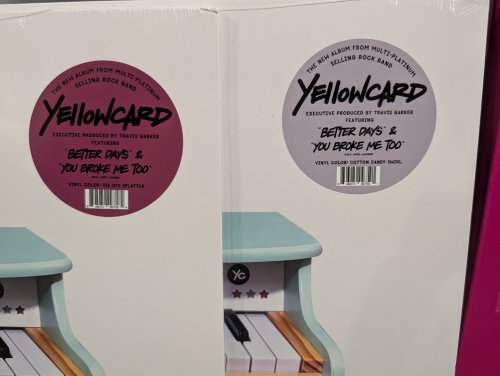 THE NEW ALBUM FROM MULTI-PLATINUM
SELLING ROCK BAND
YELLOWCARD
EXECUTIVE PRODUCED BY TRAVIS BARKER
FEATURING
"BETTER DAYS" &
"YOU BROKE ME TOO"
VINYL COLOR: TIE DYE SPLATTER
THE NEW ALBUM FROM MULTI-PLATINUM
SELLING ROCK BAND
YELLOWCARD
EXECUTIVE PRODUCED BY TRAVIS BARKER
FEATURING
"BETTER DAYS" &
"YOU BROKE ME TOO"
VINYL COLOR: COTTON CANDY SWIRL
YC